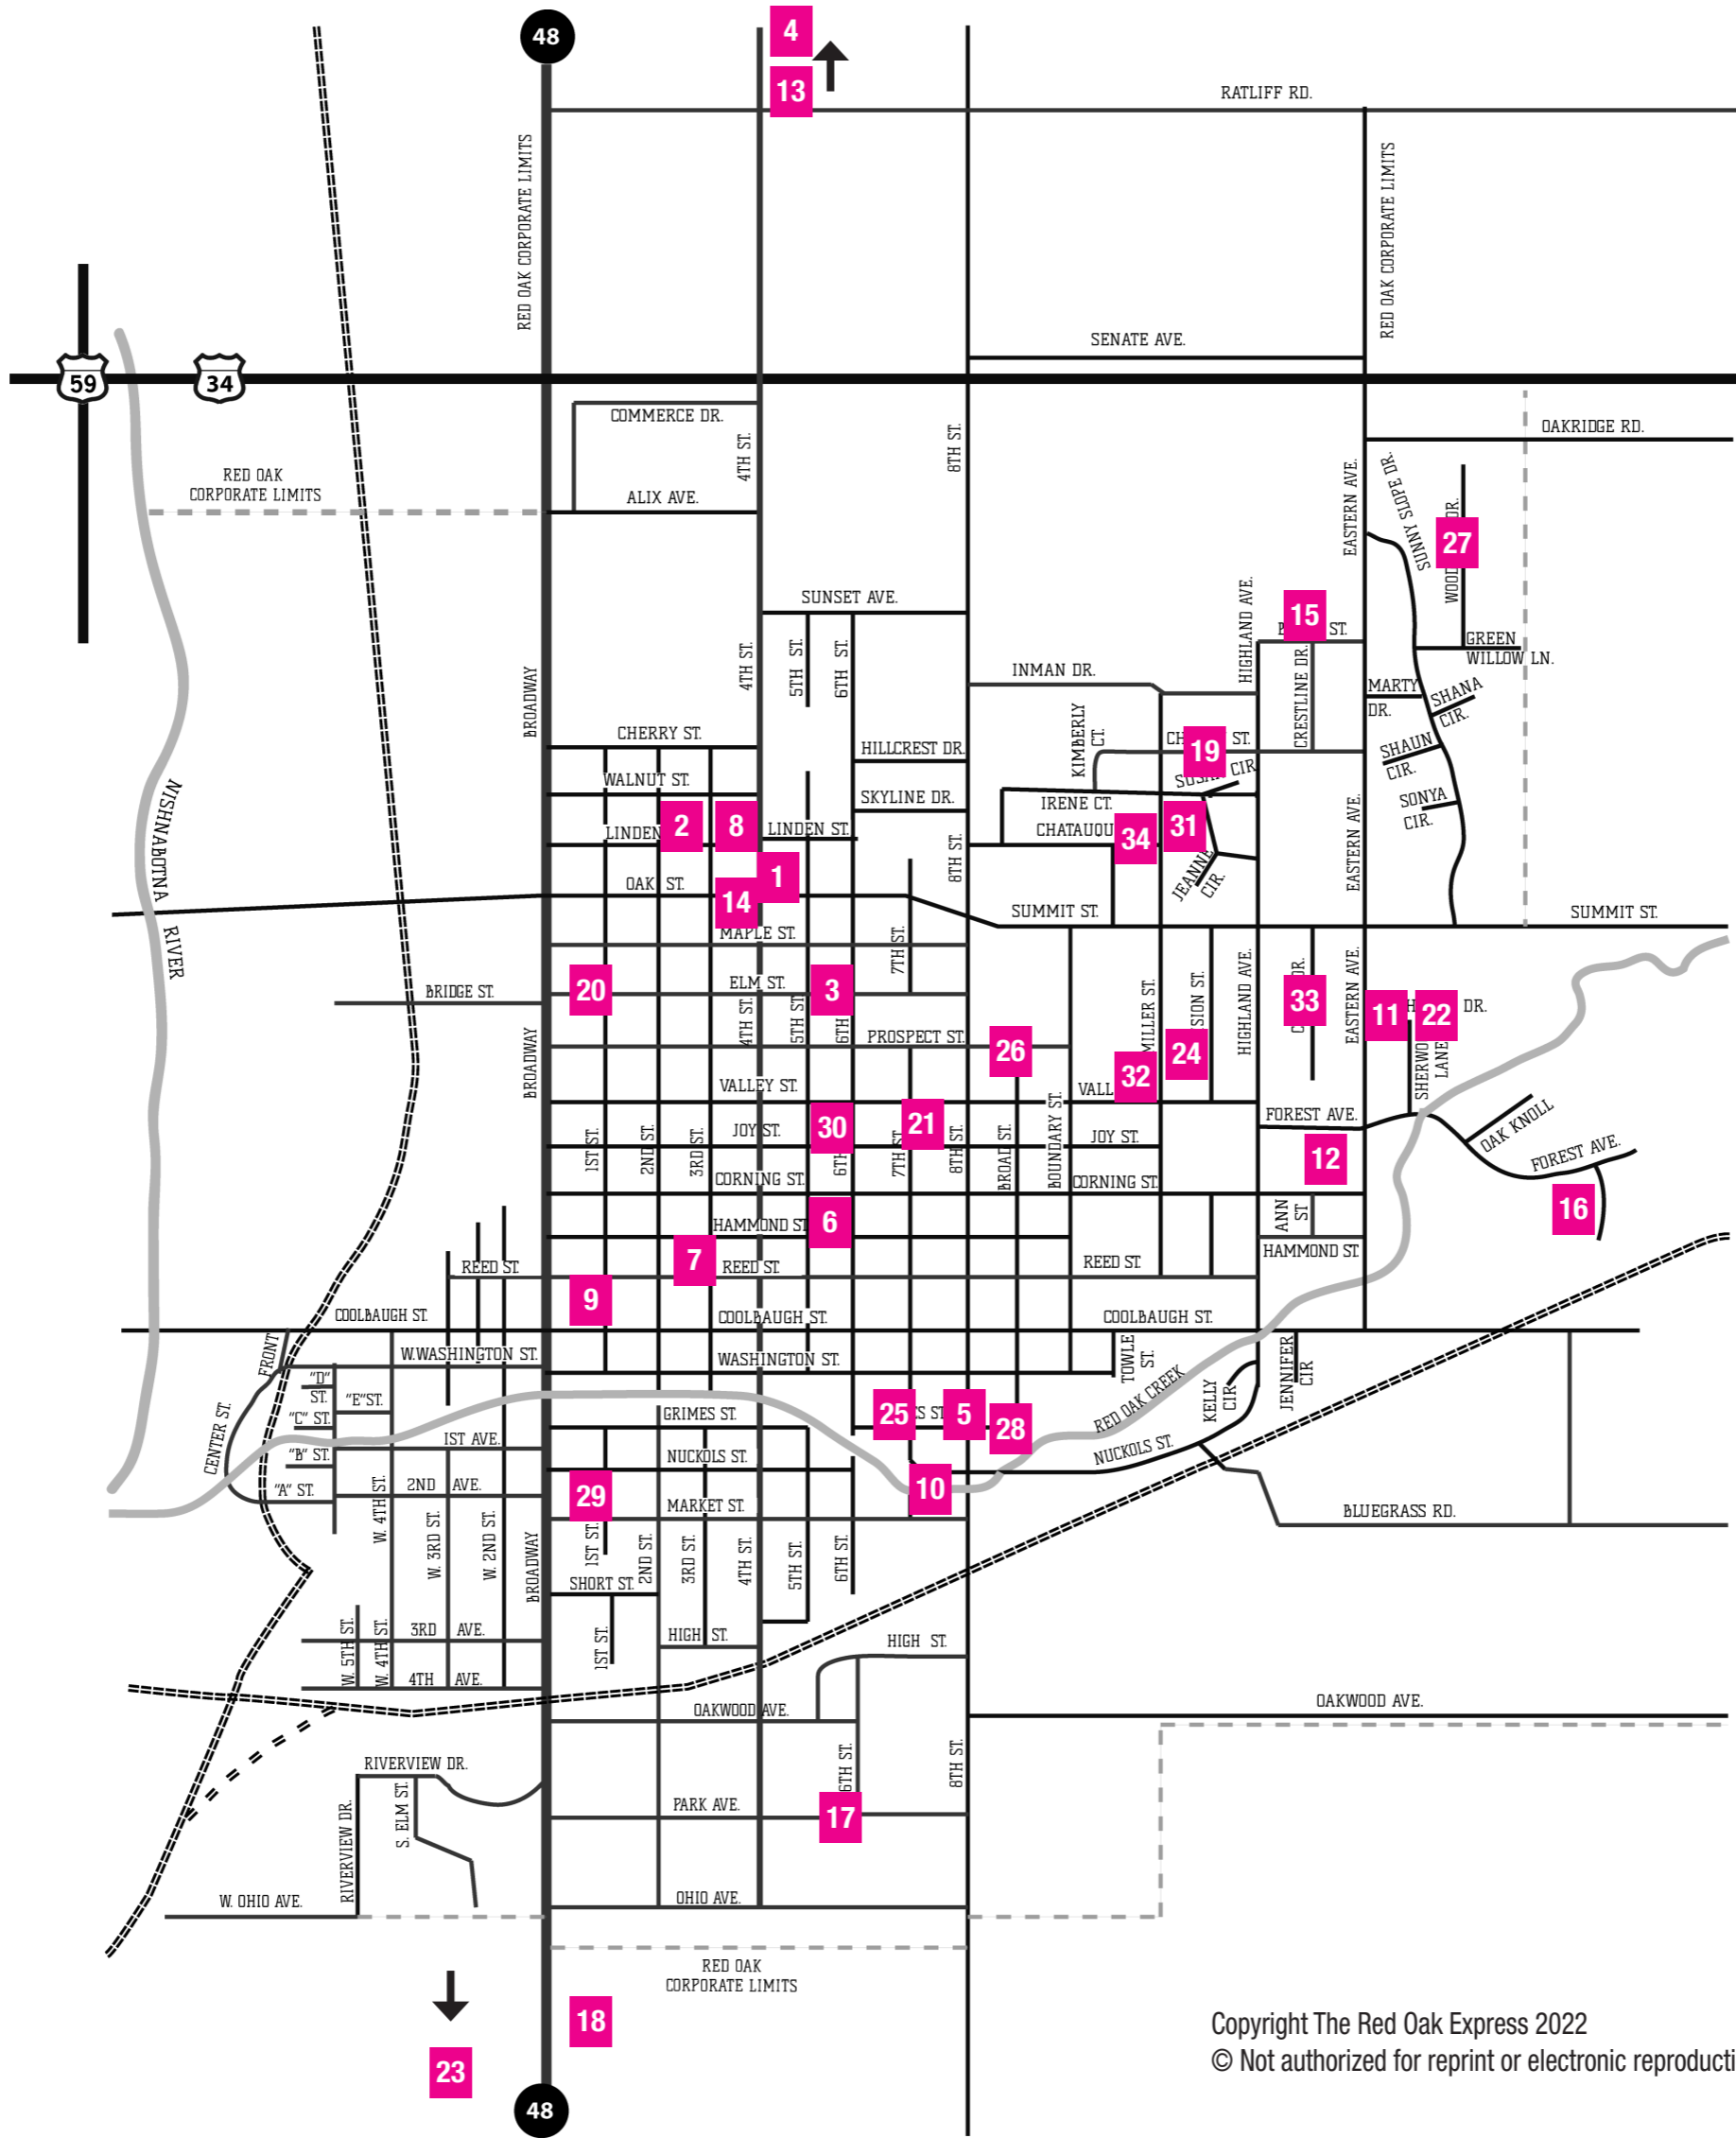 48
4
13
RATLIFF RD.
RED OAK CORPORATE LIMITS
RED OAK CORPORATE LIMITS
SENATE AVE.
59
34
COMMERCE DR.
4TH ST.
8TH ST.
OAKRIDGE RD.
RED OAK
CORPORATE LIMITS
ALIX AVE.
EASTERN AVE.
SUNNY SLOPE DR.
DR.
27
SUNSET AVE.
HIGHLAND AVE.
15
ST.
BROADWAY
4TH ST.
5TH ST.
6TH ST.
INMAN DR.
CRESTLINE DR.
GREEN
WILLOW LN.
MARTY
DR.
SHANA
CIR.
KIMBERLY
CT.
CHERRY ST.
HILLCREST DR.
19
ST.
SHAUN
CIR.
WALNUT ST.
CIR
SKYLINE DR.
IRENE CT.
SONYA
CIR.
NISHNABOTNA
RIVER
LINDEN
2
8
LINDEN ST.
34
31
8TH ST.
EASTERN AVE.
1
OAK ST.
14
JEANNE
CIR.
SUMMIT ST.
SUMMIT ST.
MAPLE ST.
7TH ST.
20
ELM ST.
3
BRIDGE ST.
4TH ST.
5TH ST.
6TH
MILLER ST.
HIGHLAND AVE.
DR.
33
EASTERN AVE.
11
22
DR.
PROSPECT ST.
26
24
LANE
BROADWAY
VALLEY ST.
32
30
21
FOREST AVE.
1ST ST.
2ND ST.
3RD ST.
JOY ST.
6TH
7TH ST.
8TH ST.
BROAD ST.
BOUNDARY ST.
JOY ST.
OAK KNOLL
12
FOREST AVE.
CORNING ST.
CORNING ST.
16
HAMMOND ST
6
ANN
ST
HAMMOND ST
REED ST.
7
REED ST.
REED ST
9
COOLBAUGH ST.
COOLBAUGH ST.
COOLBAUGH ST.
FRONT
W.WASHINGTON ST.
WASHINGTON ST.
TOWLE
ST.
JENNIFER
CIR
"D"
ST.
"E"ST.
"C" ST.
CENTER ST.
GRIMES ST.
25
5
28
RED OAK CREEK
KELLY
CIR
1ST AVE.
"B" ST.
NUCKOLS ST.
NUCKOLS ST.
"A" ST.
2ND AVE.
29
10
MARKET ST.
BLUEGRASS RD.
W. 4TH ST.
W. 3RD ST.
W. 2ND ST.
BROADWAY
1ST ST.
2ND ST.
3RD ST.
4TH ST.
5TH ST.
6TH ST.
SHORT ST.
W. 5TH ST.
W. 4TH ST.
3RD AVE.
1ST ST.
HIGH ST.
HIGH ST.
4TH AVE.
OAKWOOD AVE.
OAKWOOD AVE.
RIVERVIEW DR.
6TH ST.
8TH ST.
RIVERVIEW DR.
S. ELM ST.
PARK AVE.
17
W. OHIO AVE.
OHIO AVE.
RED OAK
CORPORATE LIMITS
18
23
48
Copyright The Red Oak Express 2022
© Not authorized for reprint or electronic reproducti